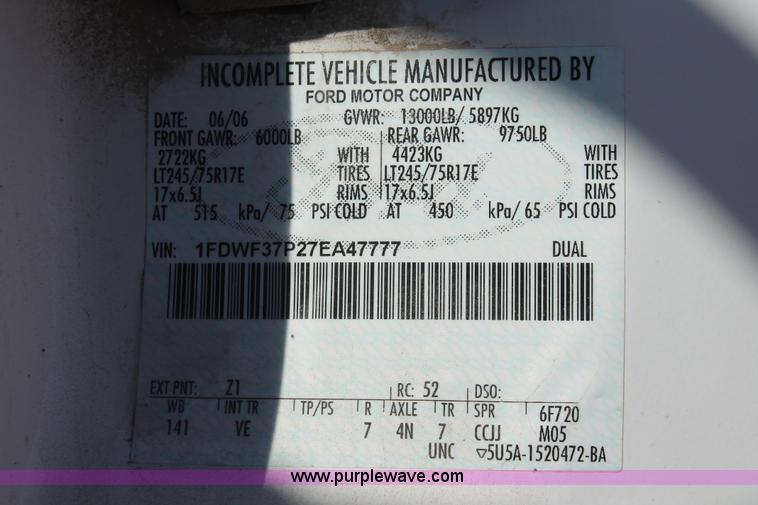 INCOMPLETE VEHICLE MANUFACTURED BY
FORD MOTOR COMPANY
DATE: 06/06 GVWR: 13000LB/ 5897KG
FRONT GAWR: 6000LB REAR GAWR: 9750LB
2722KG WITH 4423KG WITH
LT245/75R17E TIRES LT245/75R17E TIRES
17x6.5J RIMS 17x6.5J RIMS
AT 515 kPa/ 75 PSI COLD AT 450 kPa/ 65 PSI COLD
VIN: 1FDWF37P27EA47777 DUAL
EXT PNT: Z1 RC: 52 DSO:
WB INT TR TP/PS R AXLE TR SPR 6F720
141 VE 7 4N 7 CCJJ M05
UNC ▽5U5A-1520472-BA
www.purplewave.com